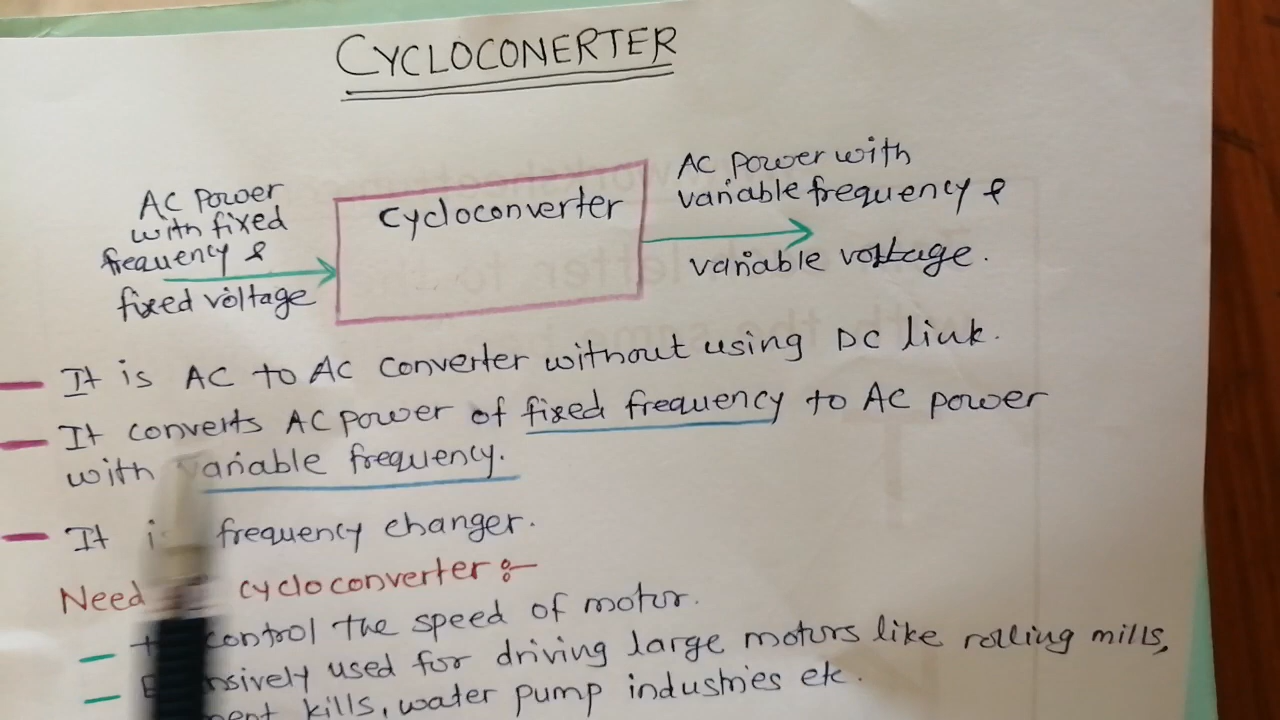 CYCLOCONERTER
AC Power
with fixed
frequency &
fixed voltage
Cycloconverter
AC power with
variable frequency &
variable voltage.
It is AC to AC converter without using DC link.
It converts AC power of fixed frequency to AC power
with variable frequency.
It frequency changer.
Need cycloconverter:-
control the speed of motor.
used for driving large motors like rolling mills,
kills, water pump industries etc.